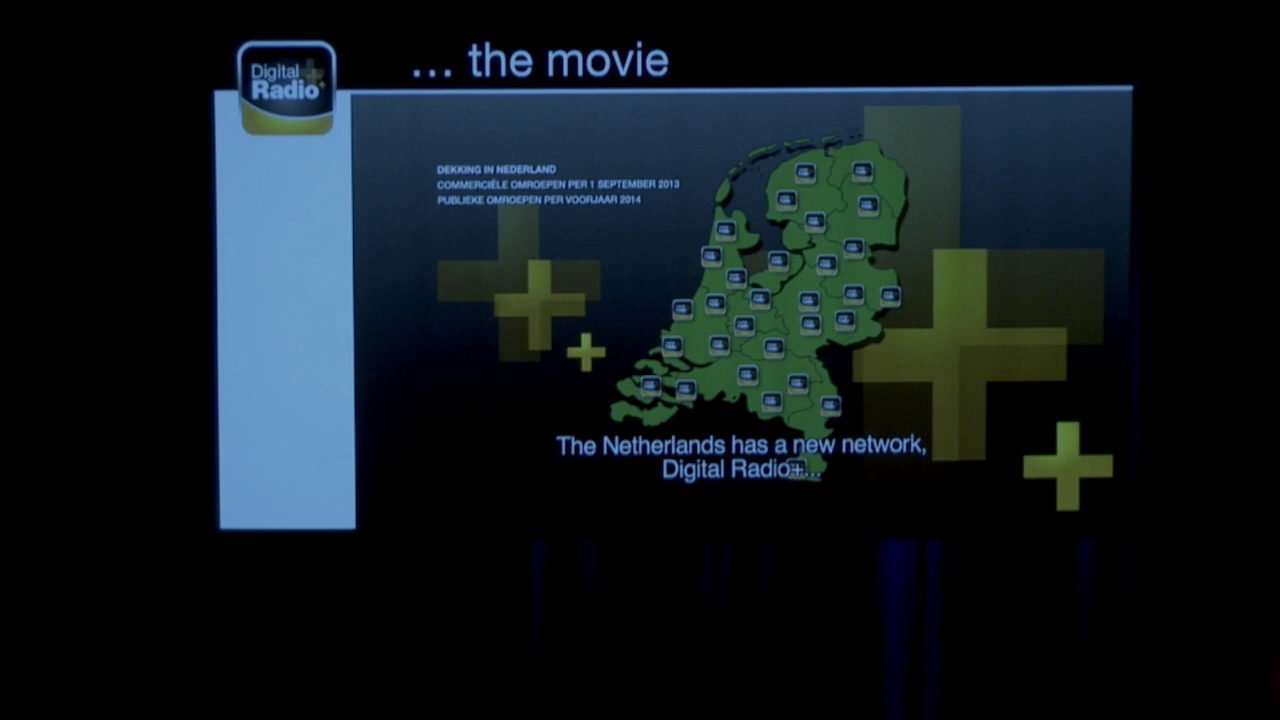 ... the movie
Digital
Radio+
DEKKING IN NEDERLAND
COMMERCIËLE OMROEPEN PER 1 SEPTEMBER 2013
PUBLIEKE OMROEPEN PER VOORJAAR 2014
The Netherlands has a new network,
Digital Radio+...